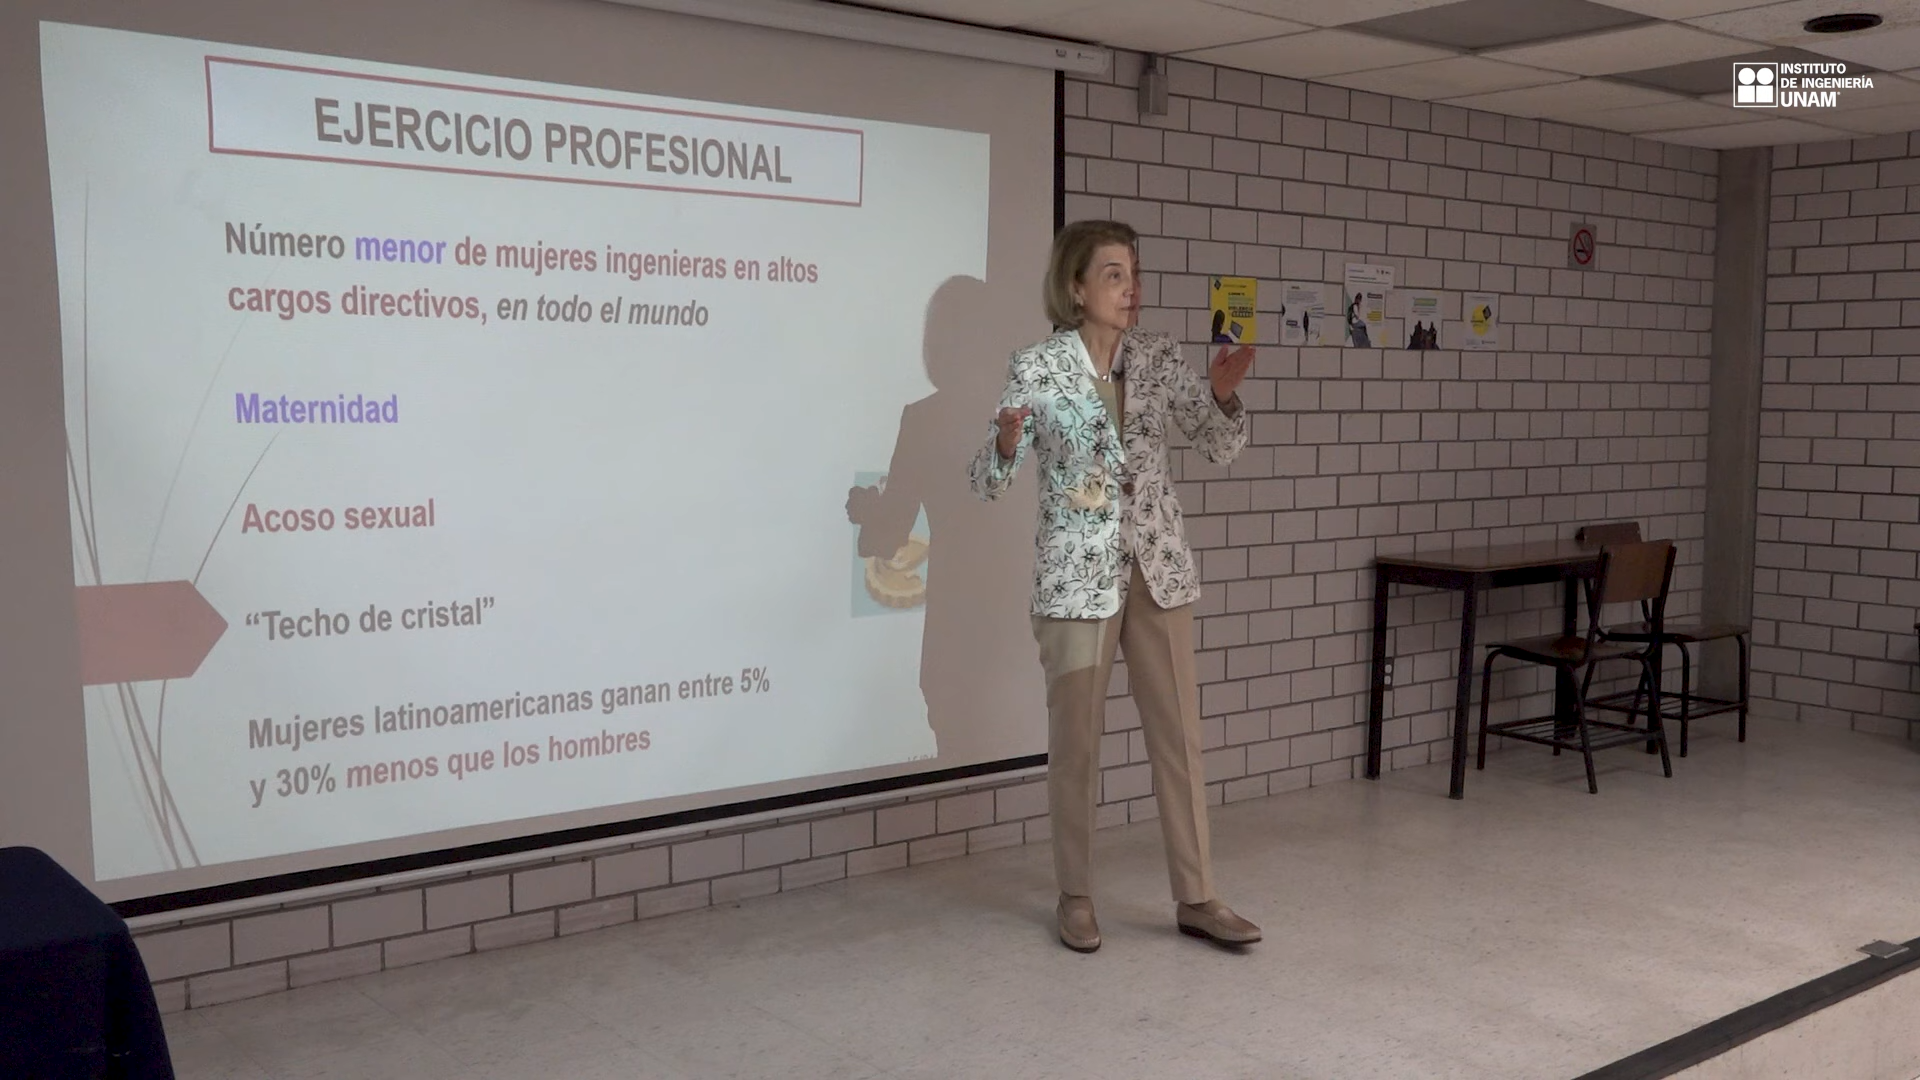 EJERCICIO PROFESIONAL
Número menor de mujeres ingenieras en altos
cargos directivos, en todo el mundo
Maternidad
Acoso sexual
“Techo de cristal”
Mujeres latinoamericanas ganan entre 5%
y 30% menos que los hombres
INSTITUTO
DE INGENIERÍA
UNAM